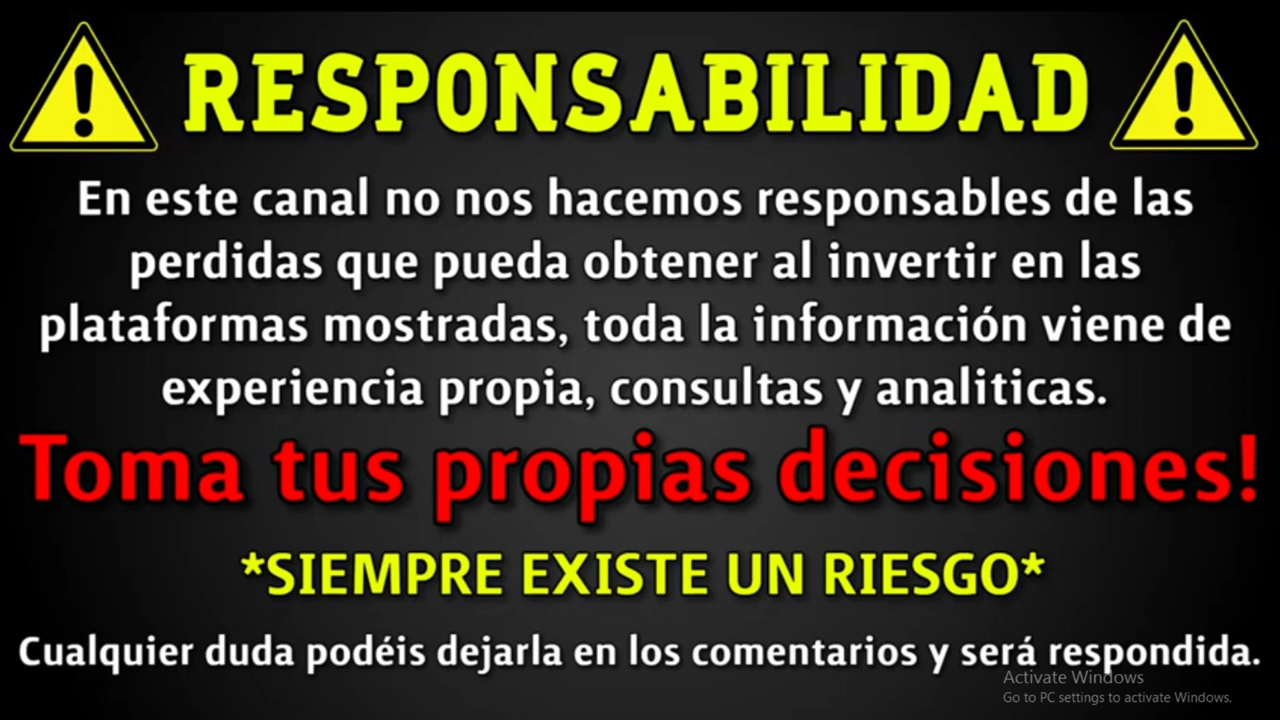 RESPONSABILIDAD
En este canal no nos hacemos responsables de las
perdidas que pueda obtener al invertir en las
plataformas mostradas, toda la información viene de
experiencia propia, consultas y analiticas.
Toma tus propias decisiones!
*SIEMPRE EXISTE UN RIESGO*
Cualquier duda podéis dejarla en los comentarios y será respondida.
Activate Windows
Go to PC settings to activate Windows.